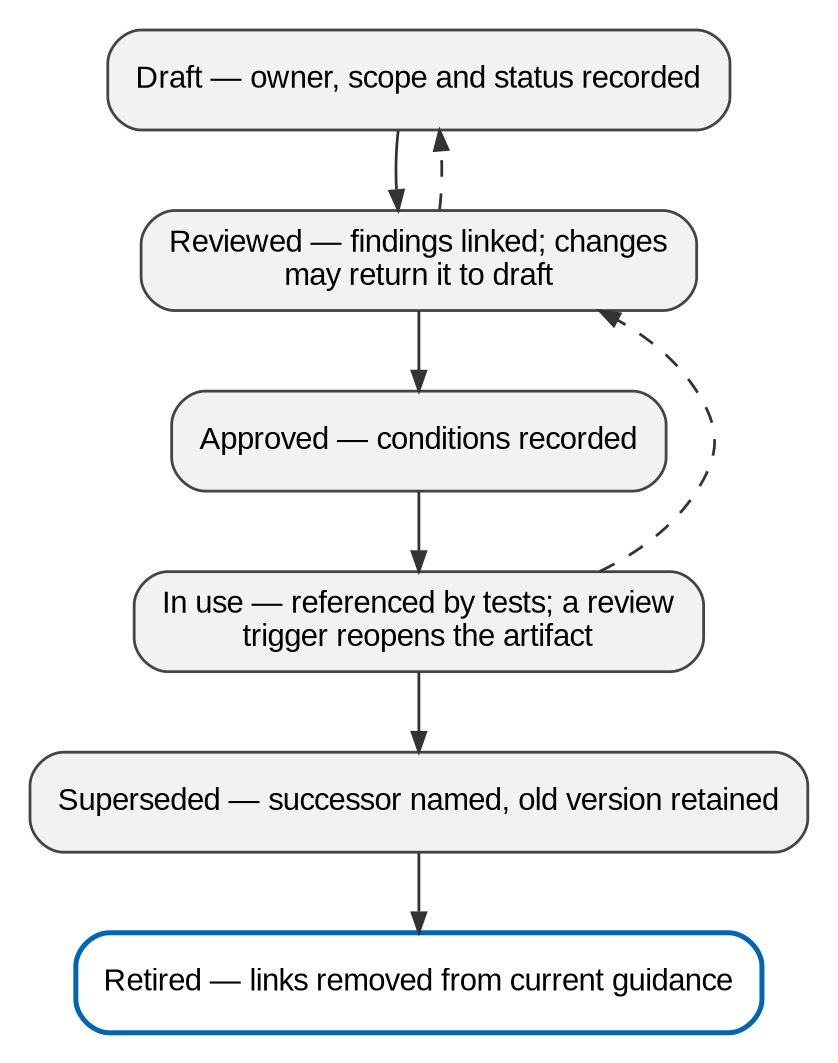 Draft — owner, scope and status recorded
Reviewed — findings linked; changes
may return it to draft
Approved — conditions recorded
In use — referenced by tests; a review
trigger reopens the artifact
Superseded — successor named, old version retained
Retired — links removed from current guidance